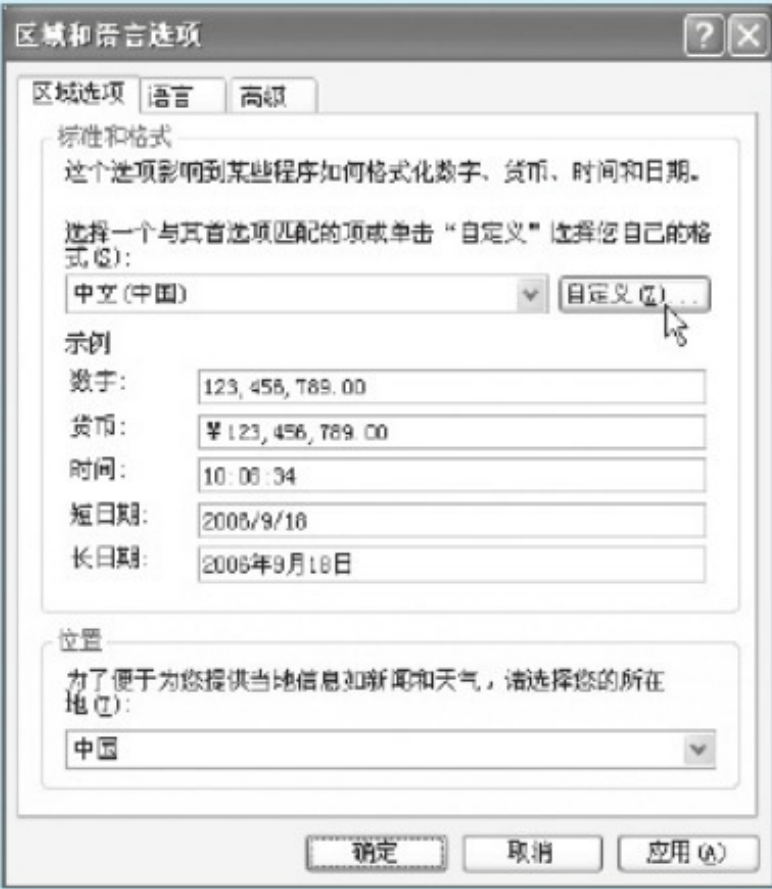 区域和语言选项
区域选项 语言 高级
标准和格式
这个选项影响到某些程序如何格式化数字、货币、时间和日期。
选择一个与其首选项匹配的项或单击“自定义”选择您自己的格
式(S):
中文(中国) 自定义(Z)...
示例
数字: 123,456,789.00
货币: ¥123,456,789.00
时间:
短日期: 2006/9/18
长日期: 2006年9月18日
位置
为了便于为您提供当地信息如新闻和天气，请选择您的所在
地(T):
中国
确定 取消 应用(A)